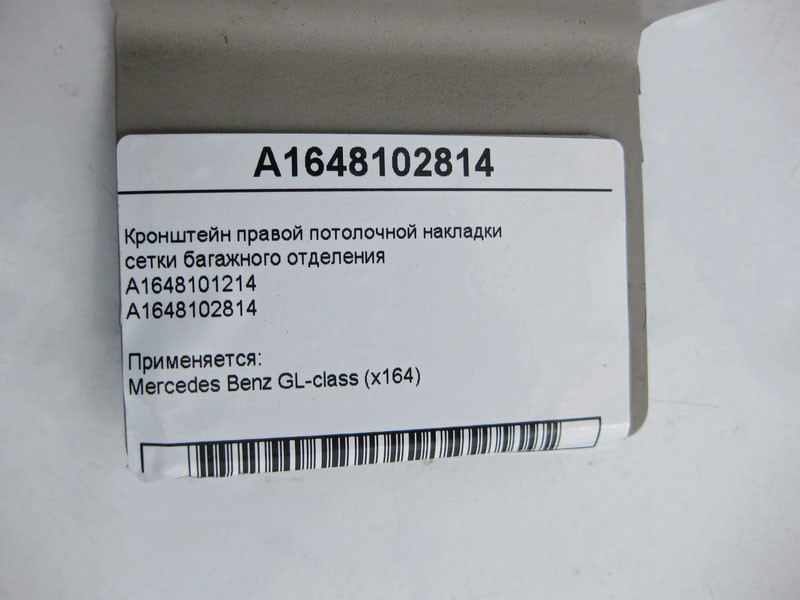 A1648102814
Кронштейн правой потолочной накладки
сетки багажного отделения
A1648101214
A1648102814
Применяется:
Mercedes Benz GL-class (x164)